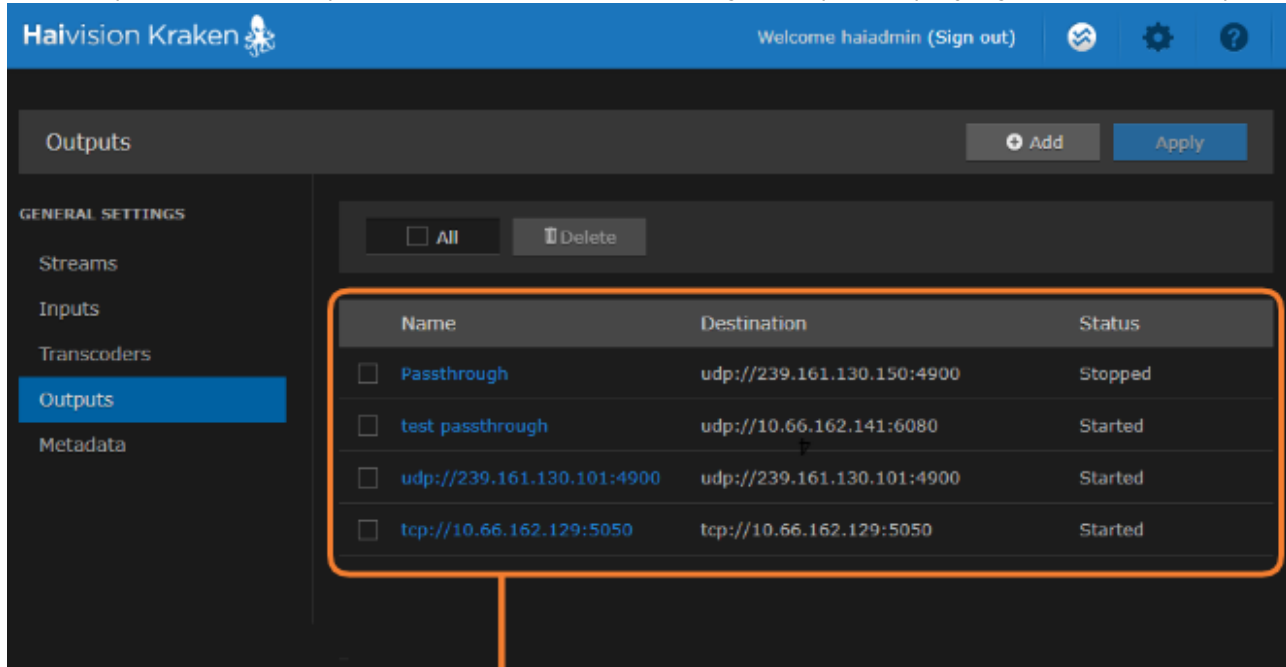 Haivision Kraken Welcome haiadmin (Sign out)
Outputs Add Apply
GENERAL SETTINGS
Streams
Inputs
Transcoders
Outputs
Metadata
All Delete
Name Destination Status
Passthrough udp://239.161.130.150:4900 Stopped
test passthrough udp://10.66.162.141:6080 Started
udp://239.161.130.101:4900 udp://239.161.130.101:4900 Started
tcp://10.66.162.129:5050 tcp://10.66.162.129:5050 Started